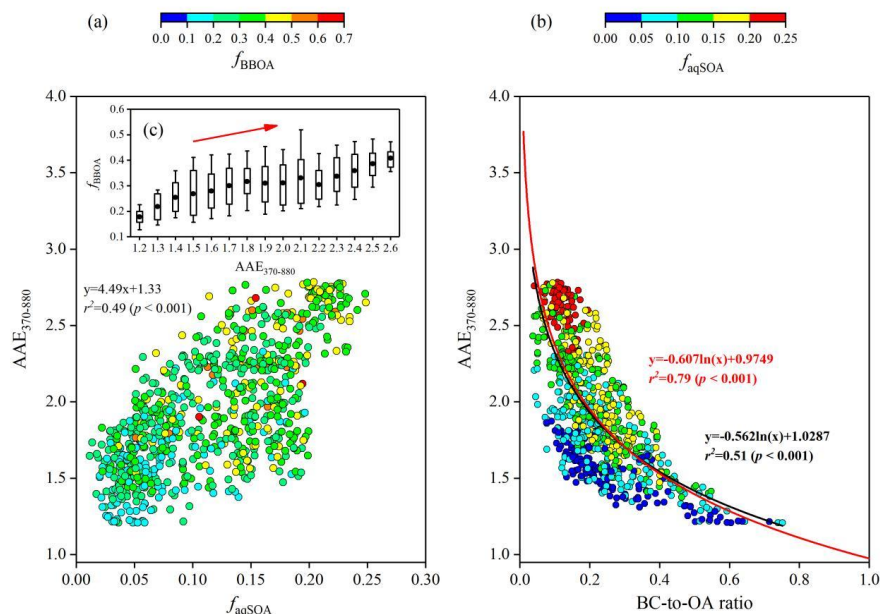 (a)
0.0 0.1 0.2 0.3 0.4 0.5 0.6 0.7
fBBOA
(b)
0.00 0.05 0.10 0.15 0.20 0.25
faqSOA
4.0
3.5
3.0
2.5
2.0
1.5
1.0
AAE370-880
(c)
0.6
0.5
0.4
0.3
0.2
0.1
fBBOA
1.2 1.3 1.4 1.5 1.6 1.7 1.8 1.9 2.0 2.1 2.2 2.3 2.4 2.5 2.6
AAE370-880
y=4.49x+1.33
r2=0.49 (p < 0.001)
0.00 0.05 0.10 0.15 0.20 0.25 0.30
faqSOA
4.0
3.5
3.0
2.5
2.0
1.5
1.0
AAE370-880
y=-0.607ln(x)+0.9749
r2=0.79 (p < 0.001)
y=-0.562ln(x)+1.0287
r2=0.51 (p < 0.001)
0.0 0.2 0.4 0.6 0.8 1.0
BC-to-OA ratio